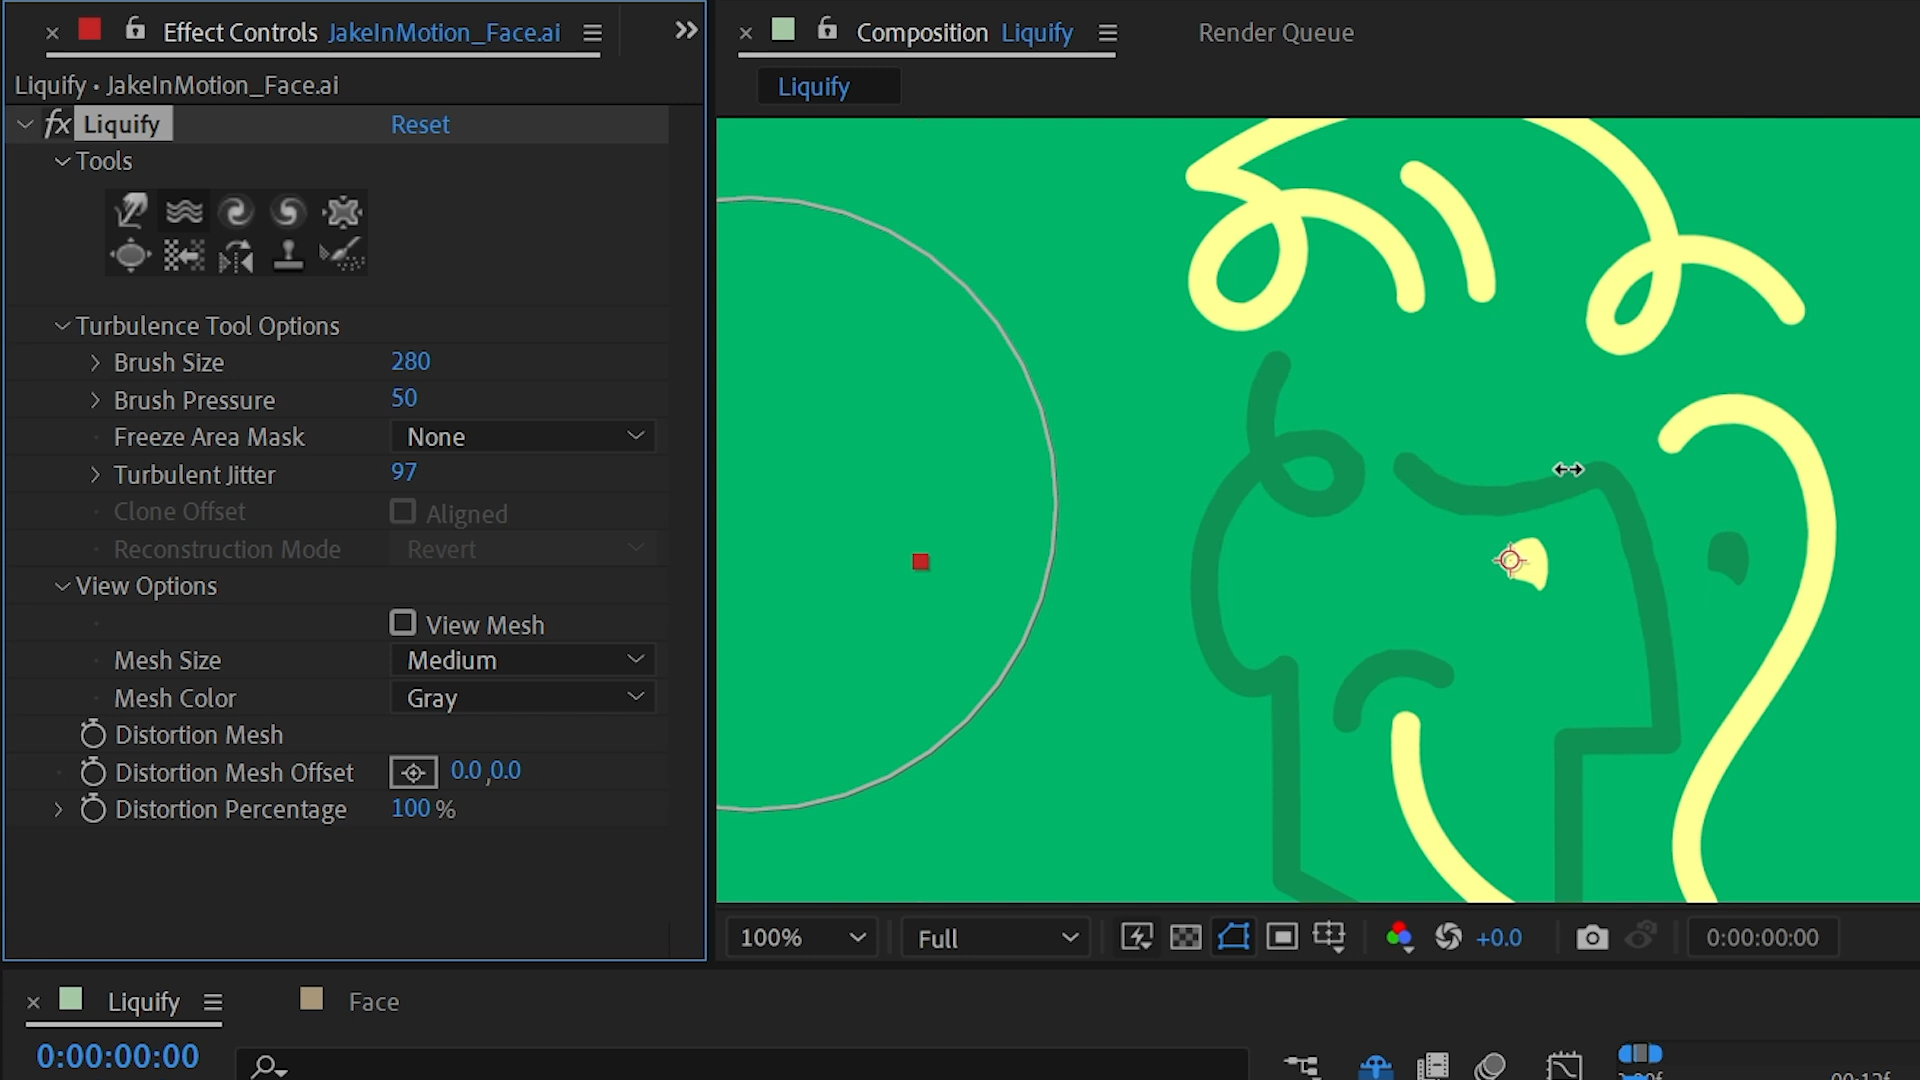 Effect Controls JakeInMotion_Face.ai
Composition Liquify
Render Queue
Liquify • JakeInMotion_Face.ai
Liquify
fx Liquify Reset
Tools
Turbulence Tool Options
Brush Size 280
Brush Pressure 50
Freeze Area Mask None
Turbulent Jitter 97
Clone Offset Aligned
Reconstruction Mode Revert
View Options
View Mesh
Mesh Size Medium
Mesh Color Gray
Distortion Mesh
Distortion Mesh Offset 0.0,0.0
Distortion Percentage 100 %
100% Full +0.0 0:00:00:00
Liquify Face
0:00:00:00